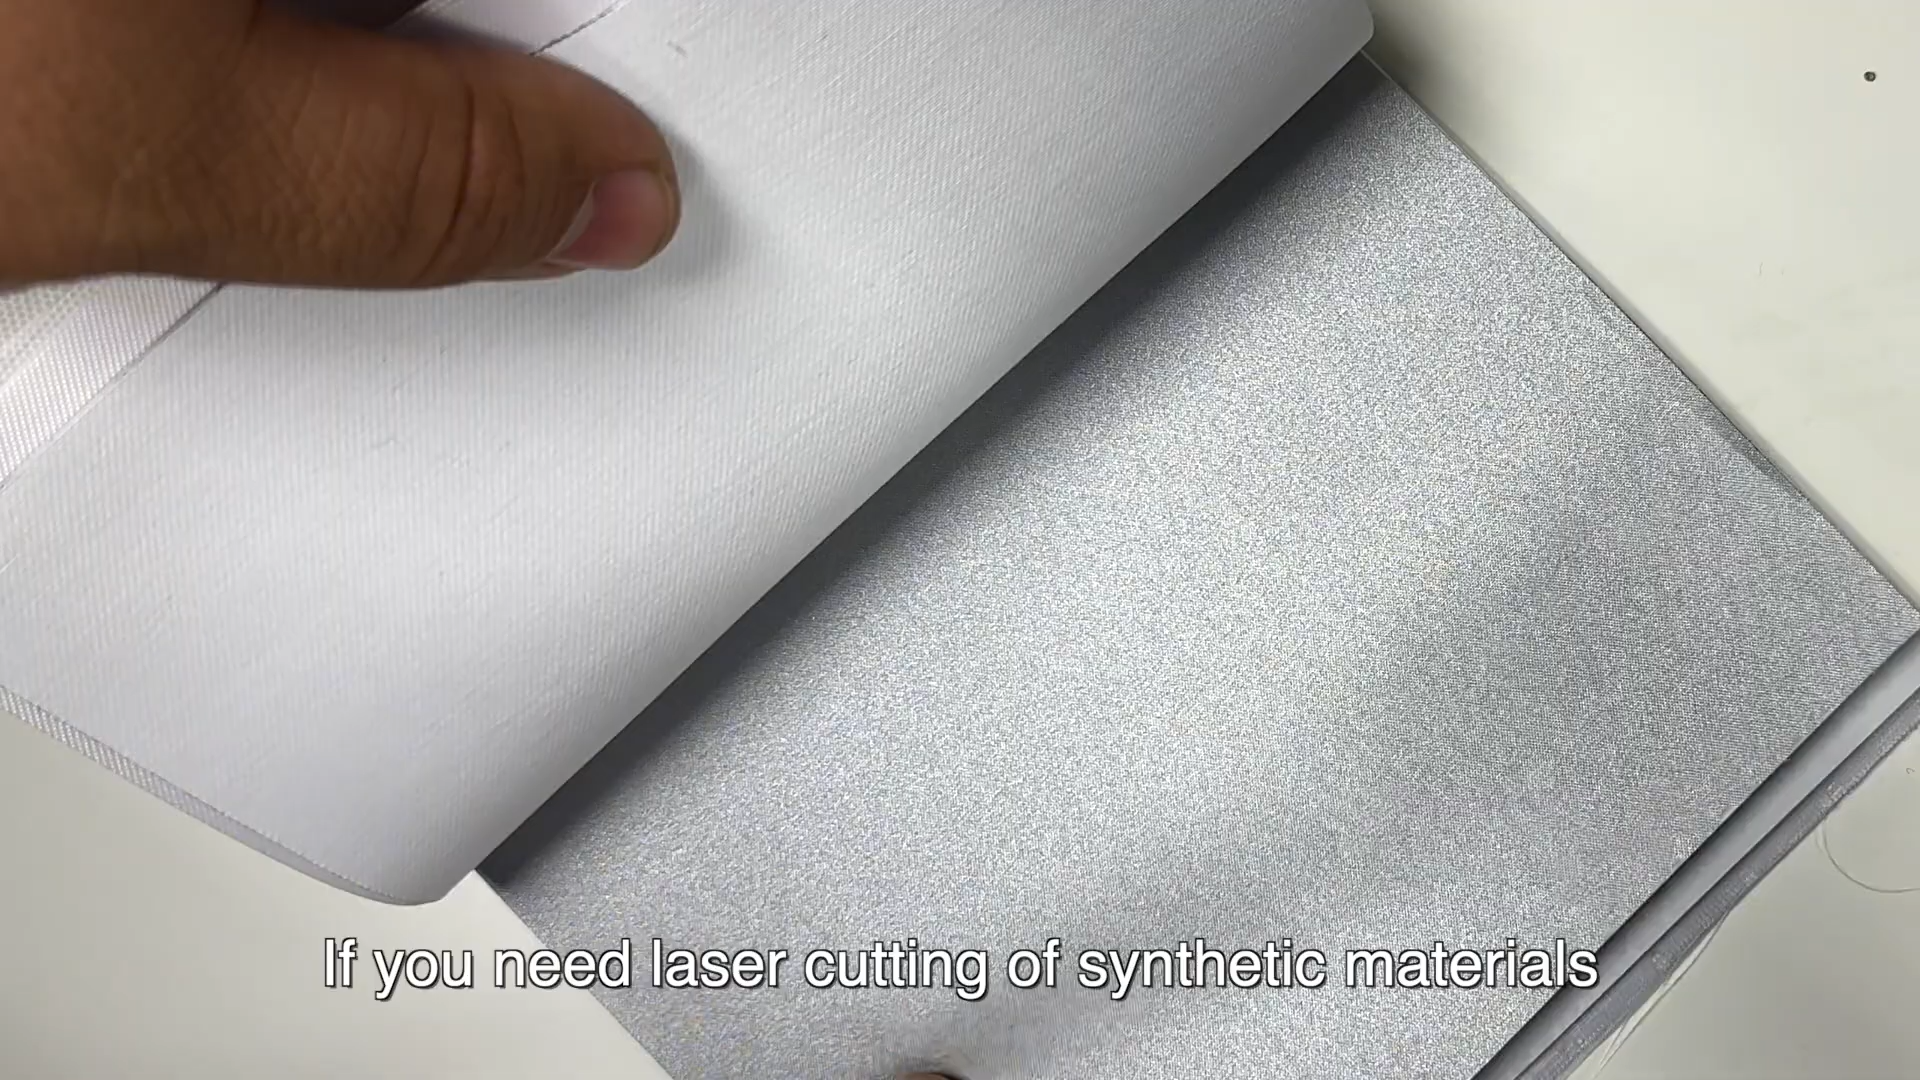 If you need laser cutting of synthetic materials